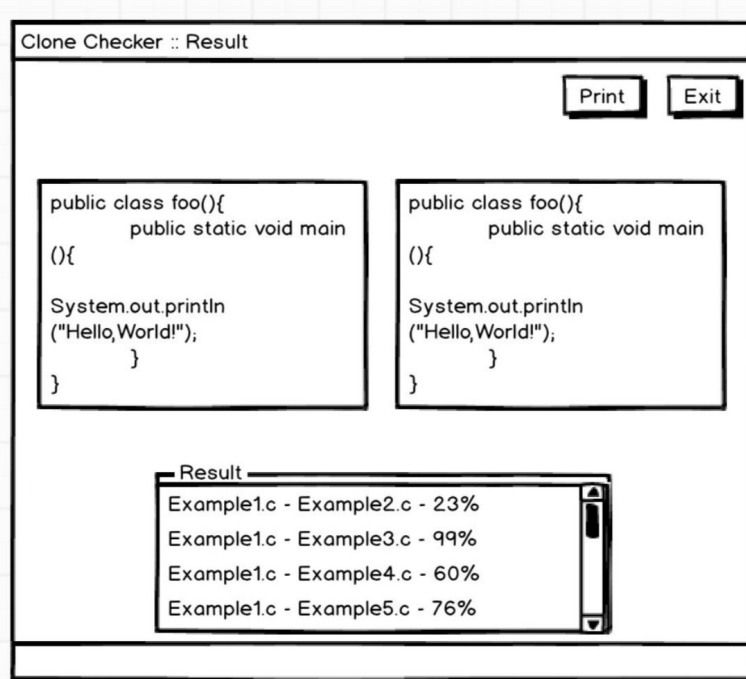 Clone Checker :: Result
Print
Exit
public class foo(){
public static void main
(){
System.out.println
("Hello,World!");
}
}
public class foo(){
public static void main
(){
System.out.println
("Hello,World!");
}
}
Result
Example1.c - Example2.c - 23%
Example1.c - Example3.c - 99%
Example1.c - Example4.c - 60%
Example1.c - Example5.c - 76%